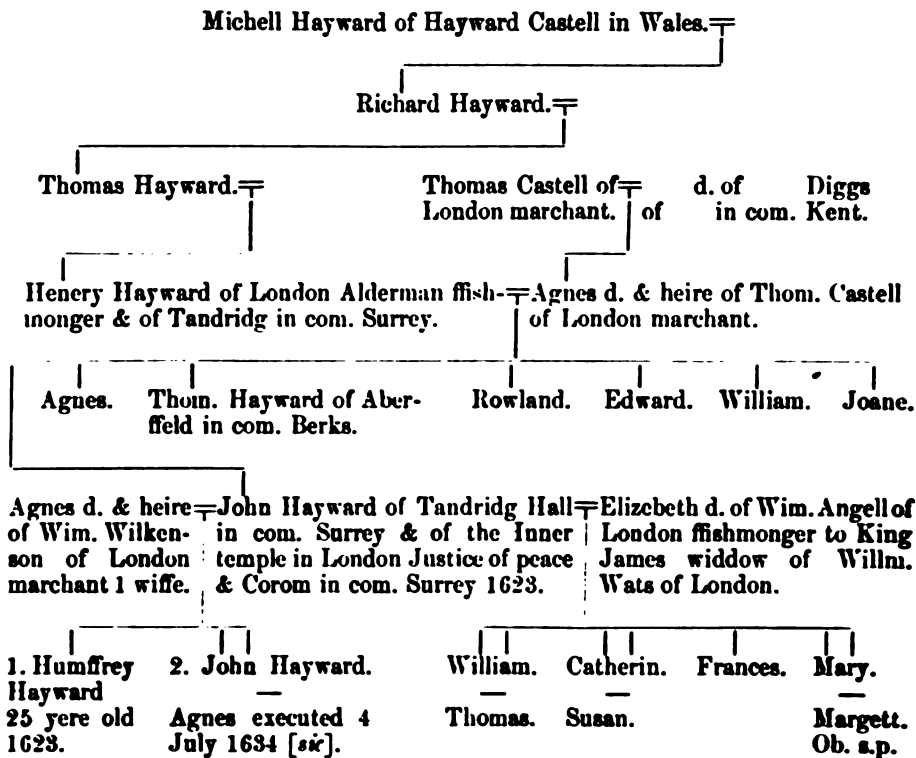 Michell Hayward of Hayward Castell in Wales.
Richard Hayward.
Thomas Hayward.
Thomas Castell of
London marchant.
d. of Diggs
of in com. Kent.
Henery Hayward of London Alderman ffish-
monger & of Tandridg in com. Surrey.
Agnes d. & heire of Thom. Castell
of London marchant.
Agnes.
Thom. Hayward of Aber-
ffeld in com. Berks.
Rowland.
Edward.
William.
Joane.
Agnes d. & heire
of Wim. Wilken-
son of London
marchant 1 wiffe.
John Hayward of Tandridg Hall
in com. Surrey & of the Inner
temple in London Justice of peace
& Corom in com. Surrey 1623.
Elizebeth d. of Wim. Angell of
London ffishmonger to King
James widdow of Willm.
Wats of London.
1. Humffrey
Hayward
25 yere old
1623.
2. John Hayward.
—
Agnes executed 4
July 1634 [sic].
William.
—
Thomas.
Catherin.
—
Susan.
Frances.
Mary.
—
Margett.
Ob. s.p.